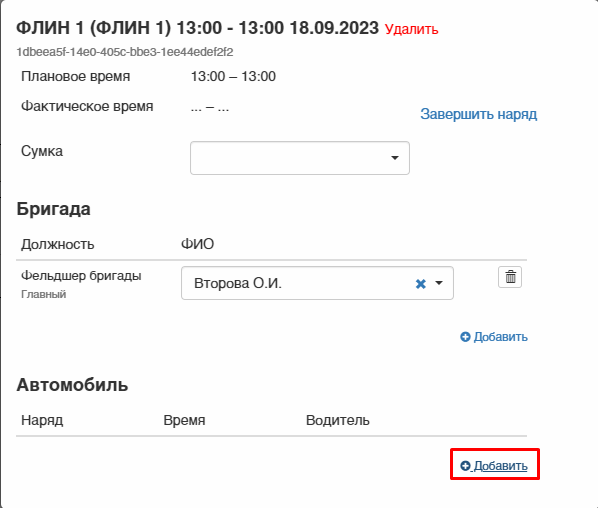 ФЛИН 1 (ФЛИН 1) 13:00 - 13:00 18.09.2023 Удалить
1dbeea5f-14e0-405c-bbe3-1ee44edef2f2
Плановое время 13:00 – 13:00
Фактическое время ... – ...
Завершить наряд
Сумка
Бригада
Должность ФИО
Фельдшер бригады Второва О.И.
Главный
Добавить
Автомобиль
Наряд Время Водитель
Добавить